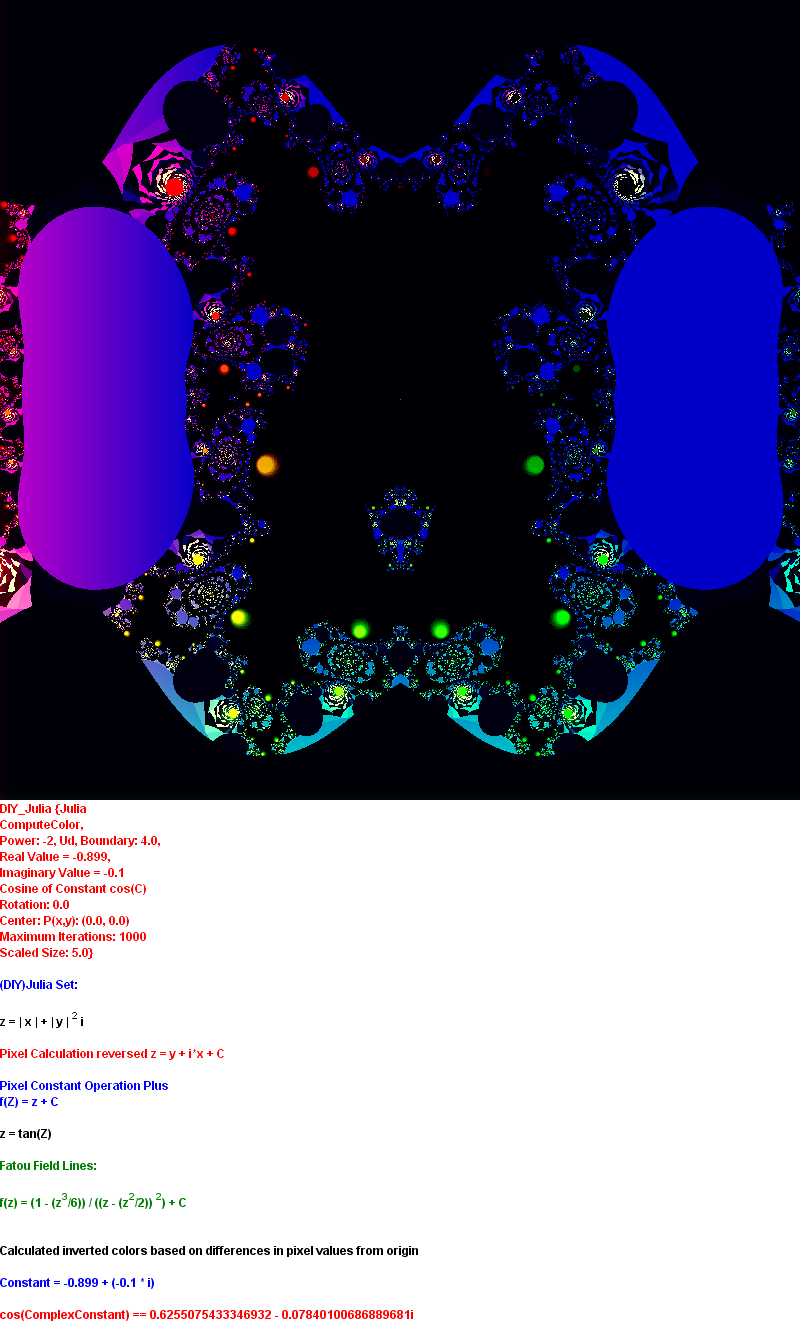 DIY_Julia {Julia
ComputeColor,
Power: -2, Ud, Boundary: 4.0,
Real Value = -0.899,
Imaginary Value = -0.1
Cosine of Constant cos(C)
Rotation: 0.0
Center: P(x,y): (0.0, 0.0)
Maximum Iterations: 1000
Scaled Size: 5.0}
(DIY)Julia Set:
z = | x | + | y | ² i
Pixel Calculation reversed z = y + i*x + C
Pixel Constant Operation Plus
f(Z) = z + C
z = tan(Z)
Fatou Field Lines:
f(z) = (1 - (z³/6)) / ((z - (z²/2)) ²) + C
Calculated inverted colors based on differences in pixel values from origin
Constant = -0.899 + (-0.1 * i)
cos(ComplexConstant) == 0.6255075433346932 - 0.07840100686889681i